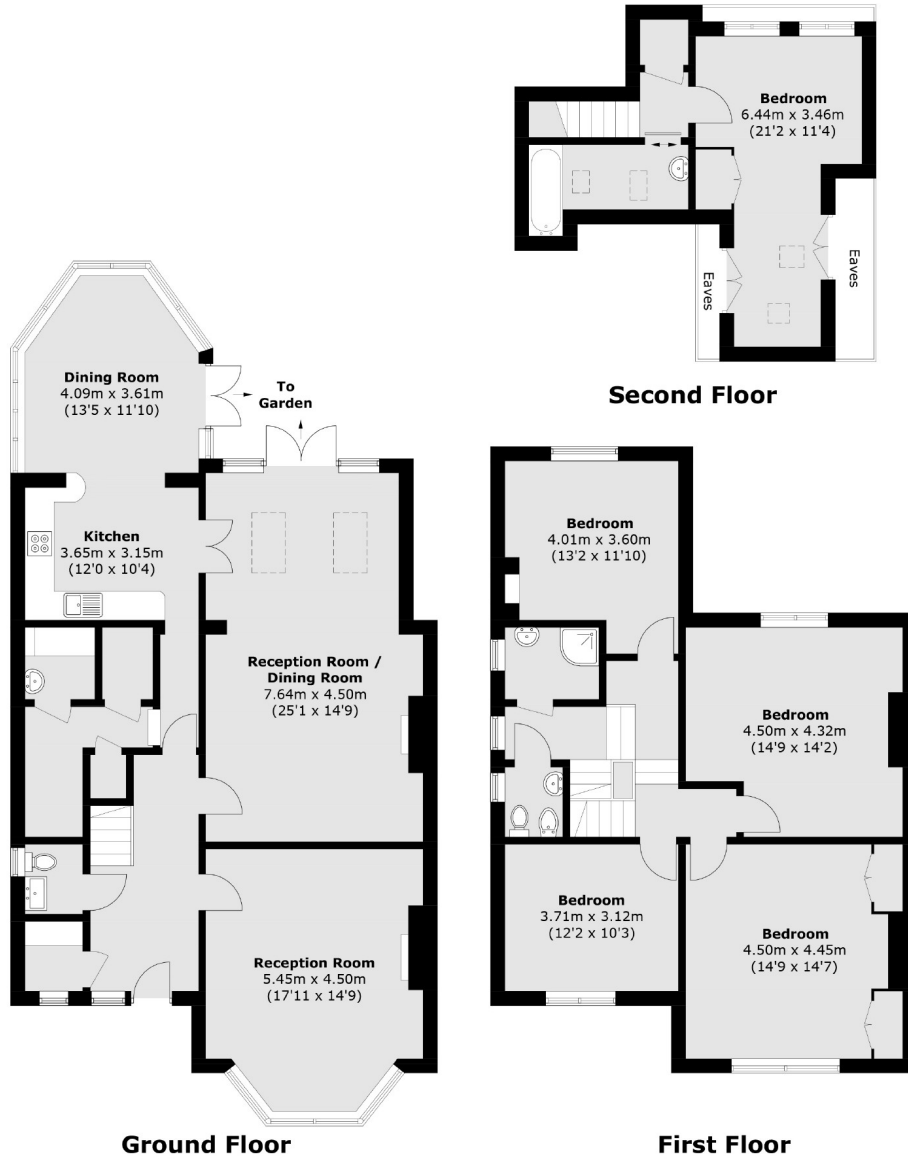 Bedroom
6.44m x 3.46m
(21'2 x 11'4)
Eaves
Eaves
Second Floor
Dining Room
4.09m x 3.61m
(13'5 x 11'10)
To
Garden
Kitchen
3.65m x 3.15m
(12'0 x 10'4)
Reception Room /
Dining Room
7.64m x 4.50m
(25'1 x 14'9)
Reception Room
5.45m x 4.50m
(17'11 x 14'9)
Ground Floor
Bedroom
4.01m x 3.60m
(13'2 x 11'10)
Bedroom
4.50m x 4.32m
(14'9 x 14'2)
Bedroom
3.71m x 3.12m
(12'2 x 10'3)
Bedroom
4.50m x 4.45m
(14'9 x 14'7)
First Floor